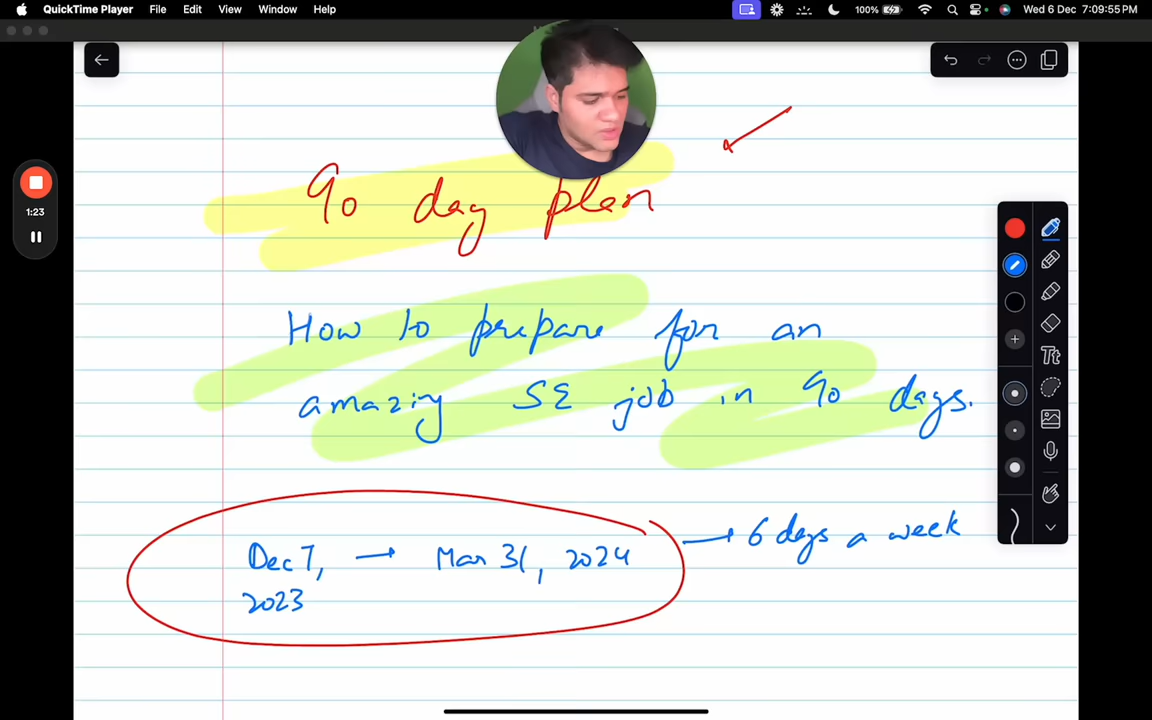 QuickTime Player File Edit View Window Help 100% Wed 6 Dec 7:09:55 PM
90 day plan
1:23
How to prepare for an
amazing SE job in 90 days.
Tt
Dec 7, → Mar 31, 2024 → 6 days a week
2023